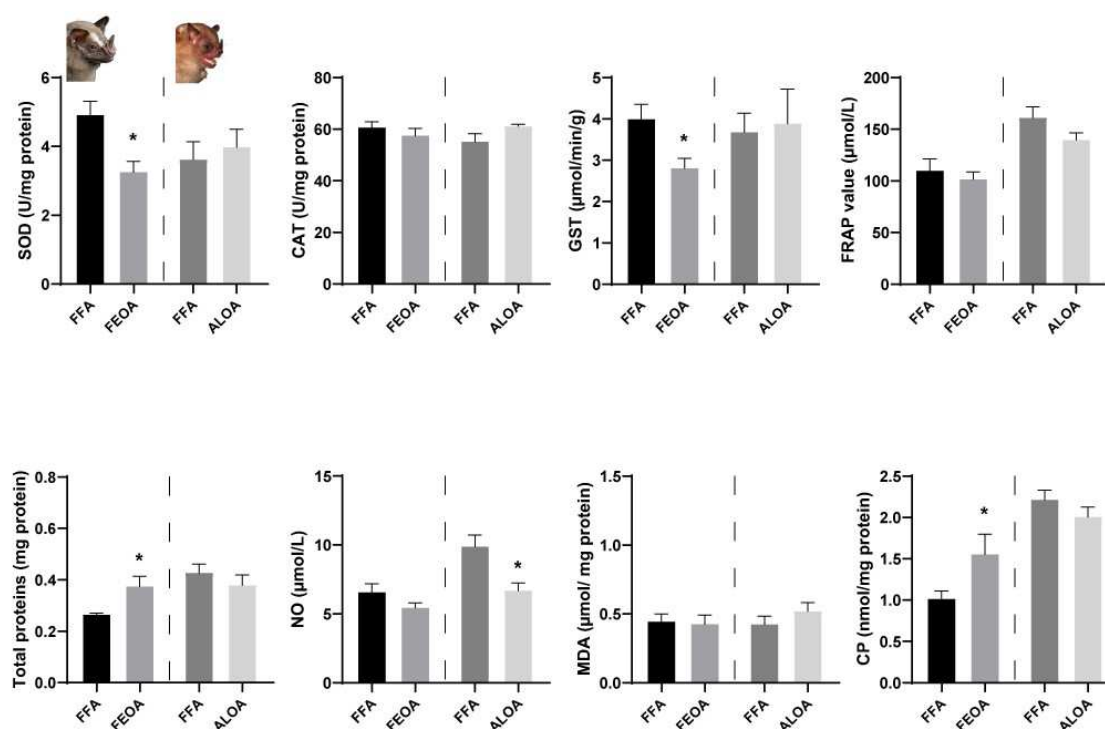 SOD (U/mg protein)
6
4
2
0
*
FFA
FEOA
FFA
ALOA
CAT (U/mg protein)
80
60
40
20
0
FFA
FEOA
FFA
ALOA
GST (µmol/min/g)
5
4
3
2
1
0
*
FFA
FEOA
FFA
ALOA
FRAP value (µmol/L)
200
150
100
50
0
FFA
FEOA
FFA
ALOA
Total proteins (mg protein)
0.8
0.6
0.4
0.2
0.0
*
FFA
FEOA
FFA
ALOA
NO (µmol/L)
15
10
5
0
*
FFA
FEOA
FFA
ALOA
MDA (µmol/ mg protein)
1.5
1.0
0.5
0.0
FFA
FEOA
FFA
ALOA
CP (nmol/mg protein)
2.5
2.0
1.5
1.0
0.5
0.0
*
FFA
FEOA
FFA
ALOA